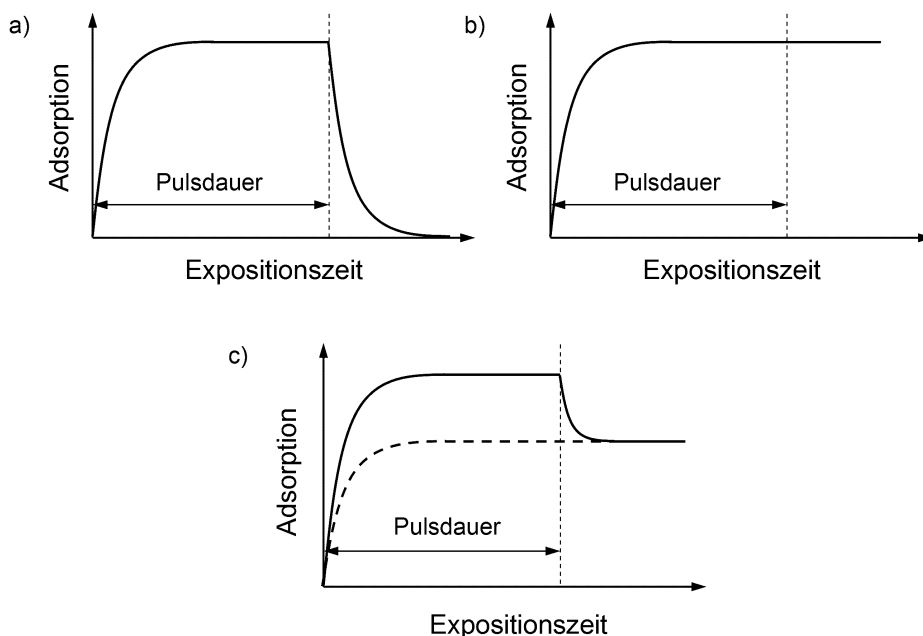 a)
Adsorption
Pulsdauer
Expositionszeit
b)
Adsorption
Pulsdauer
Expositionszeit
c)
Adsorption
Pulsdauer
Expositionszeit